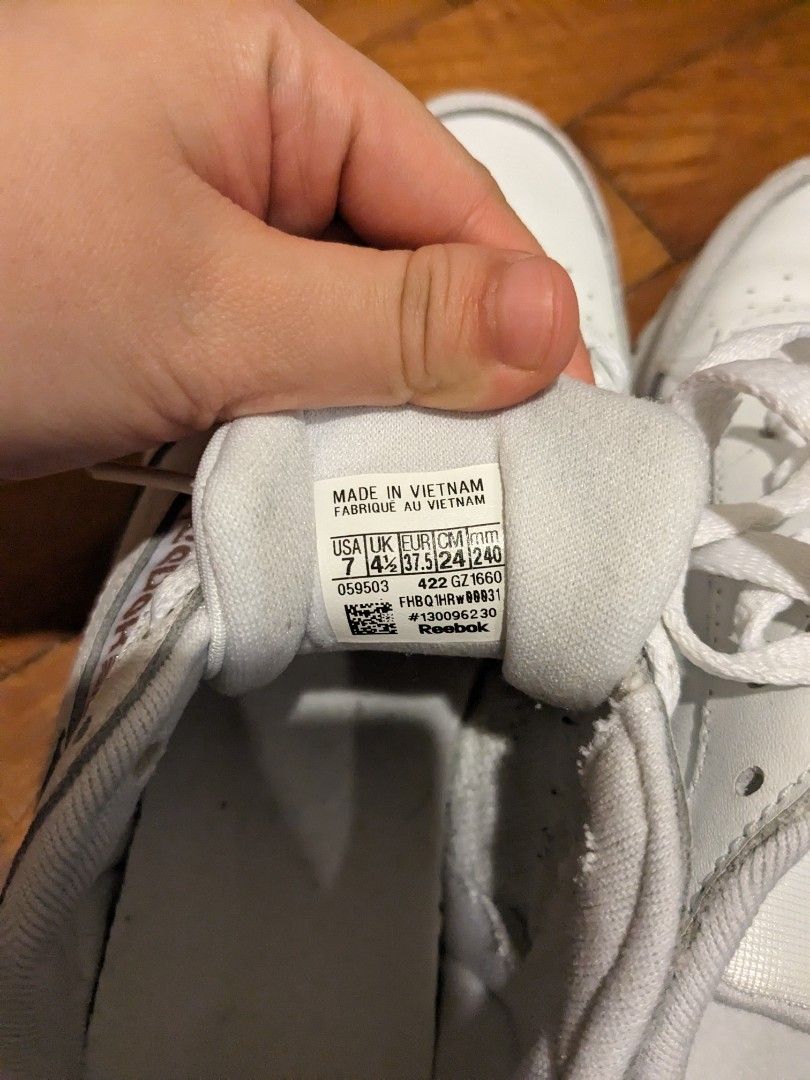 MADE IN VIETNAM
FABRIQUÉ AU VIETNAM
USA UK EUR CM mm
7 4½ 37.5 24 240
059503 422 GZ1660
FHBQ1HRW00031
#130096230
Reebok